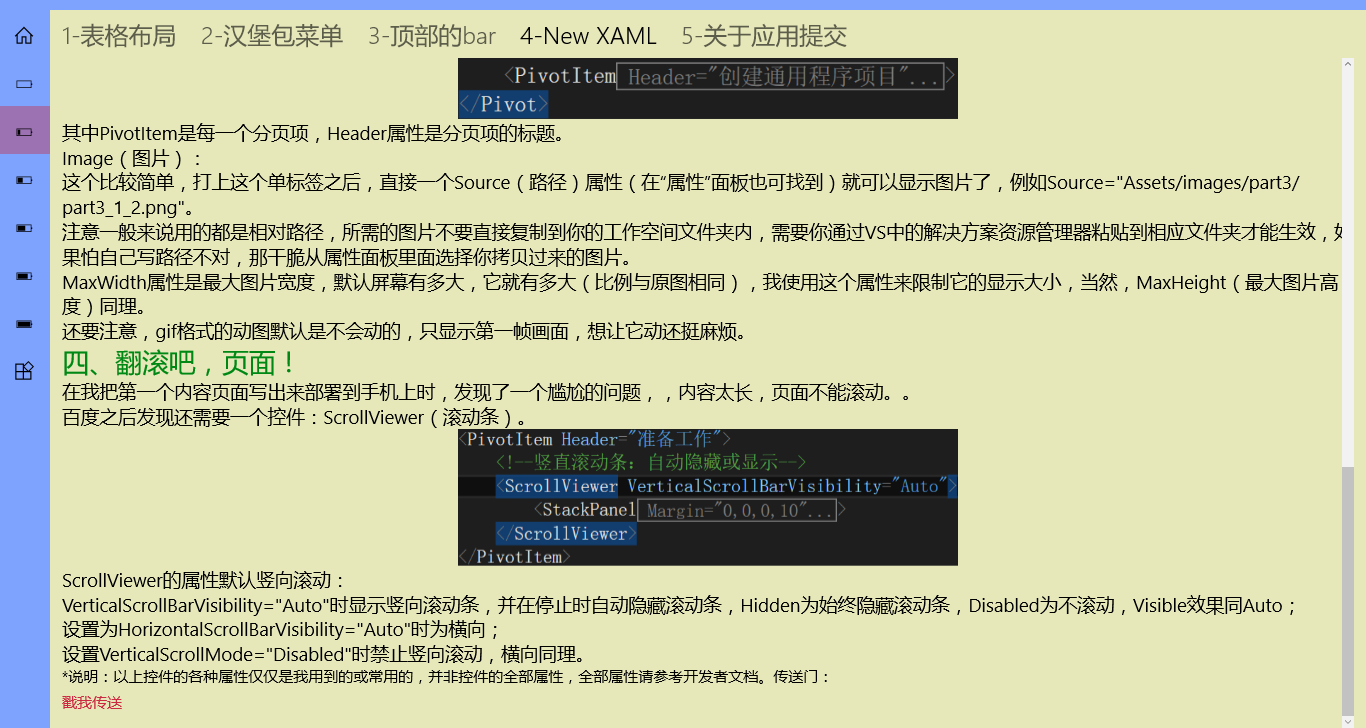 1-表格布局 2-汉堡包菜单 3-顶部的bar 4-New XAML 5-关于应用提交
<PivotItem Header="创建通用程序项目"...>
</Pivot>
其中PivotItem是每一个分页项，Header属性是分页项的标题。
Image（图片）：
这个比较简单，打上这个单标签之后，直接一个Source（路径）属性（在“属性”面板也可找到）就可以显示图片了，例如Source="Assets/images/part3/
part3_1_2.png"。
注意一般来说用的都是相对路径，所需的图片不要直接复制到你的工作空间文件夹内，需要你通过VS中的解决方案资源管理器粘贴到相应文件夹才能生效，如
果怕自己写路径不对，那干脆从属性面板里面选择你拷贝过来的图片。
MaxWidth属性是最大图片宽度，默认屏幕有多大，它就有多大（比例与原图相同），我使用这个属性来限制它的显示大小，当然，MaxHeight（最大图片高
度）同理。
还要注意，gif格式的动图默认是不会动的，只显示第一帧画面，想让它动还挺麻烦。
四、翻滚吧，页面！
在我把第一个内容页面写出来部署到手机上时，发现了一个尴尬的问题，，内容太长，页面不能滚动。。
百度之后发现还需要一个控件：ScrollViewer（滚动条）。
<PivotItem Header="准备工作">
<!--竖直滚动条：自动隐藏或显示-->
<ScrollViewer VerticalScrollBarVisibility="Auto">
<StackPanel Margin="0,0,0,10"...>
</ScrollViewer>
</PivotItem>
ScrollViewer的属性默认竖向滚动：
VerticalScrollBarVisibility="Auto"时显示竖向滚动条，并在停止时自动隐藏滚动条，Hidden为始终隐藏滚动条，Disabled为不滚动，Visible效果同Auto；
设置为HorizontalScrollBarVisibility="Auto"时为横向；
设置VerticalScrollMode="Disabled"时禁止竖向滚动，横向同理。
*说明：以上控件的各种属性仅仅是我用到的或常用的，并非控件的全部属性，全部属性请参考开发者文档。传送门：
戳我传送